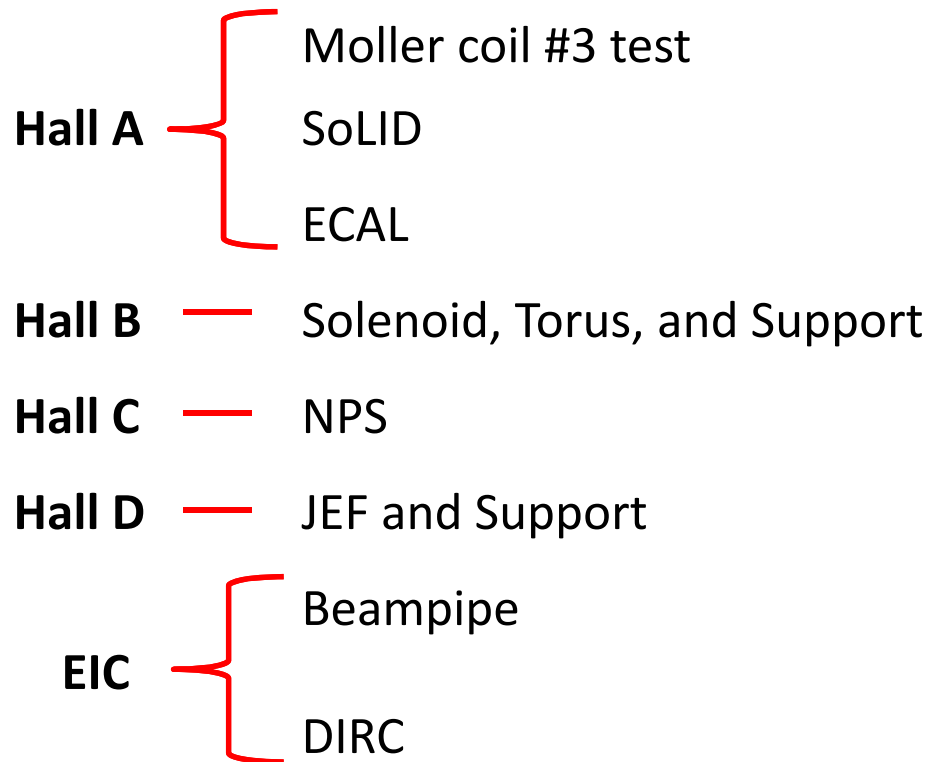 Moller coil #3 test
Hall A
SoLID
ECAL
Hall B
Solenoid, Torus, and Support
Hall C
NPS
Hall D
JEF and Support
Beampipe
EIC
DIRC